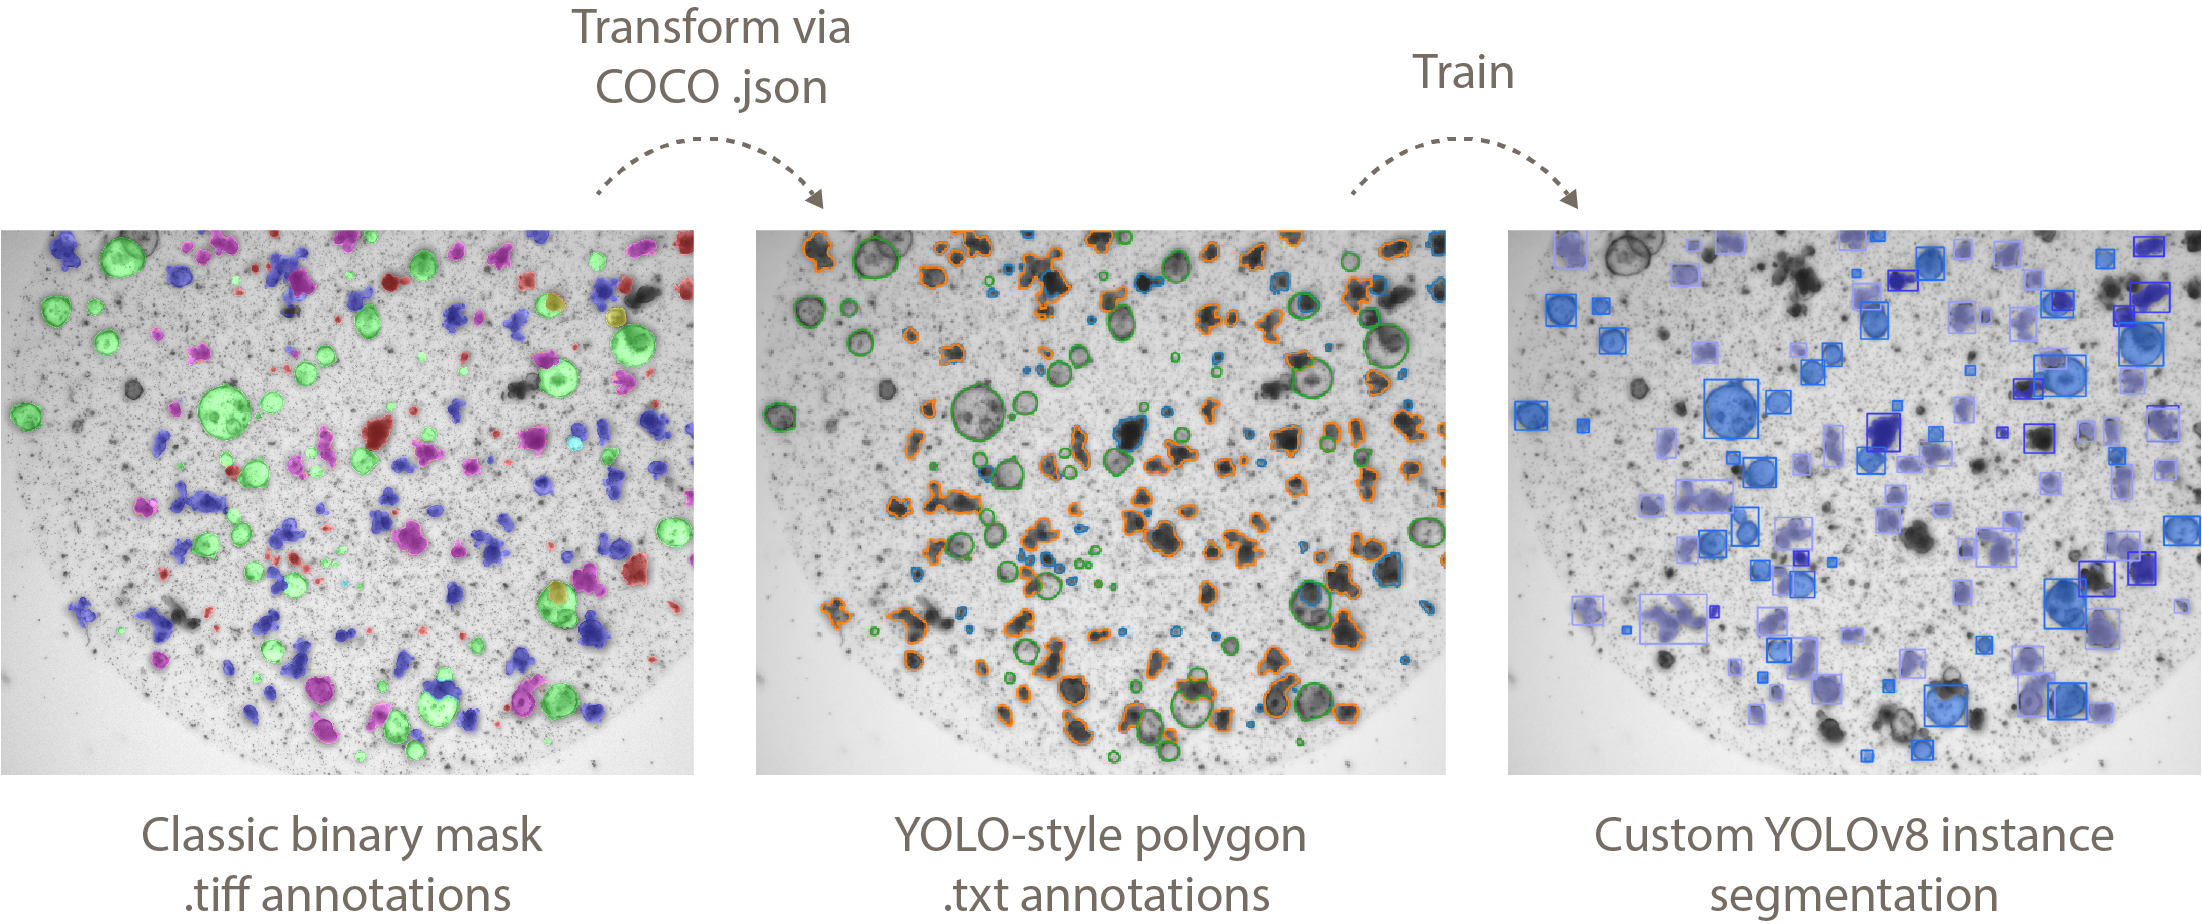 Transform via
COCO .json
Train
Classic binary mask
.tiff annotations
YOLO-style polygon
.txt annotations
Custom YOLOv8 instance
segmentation